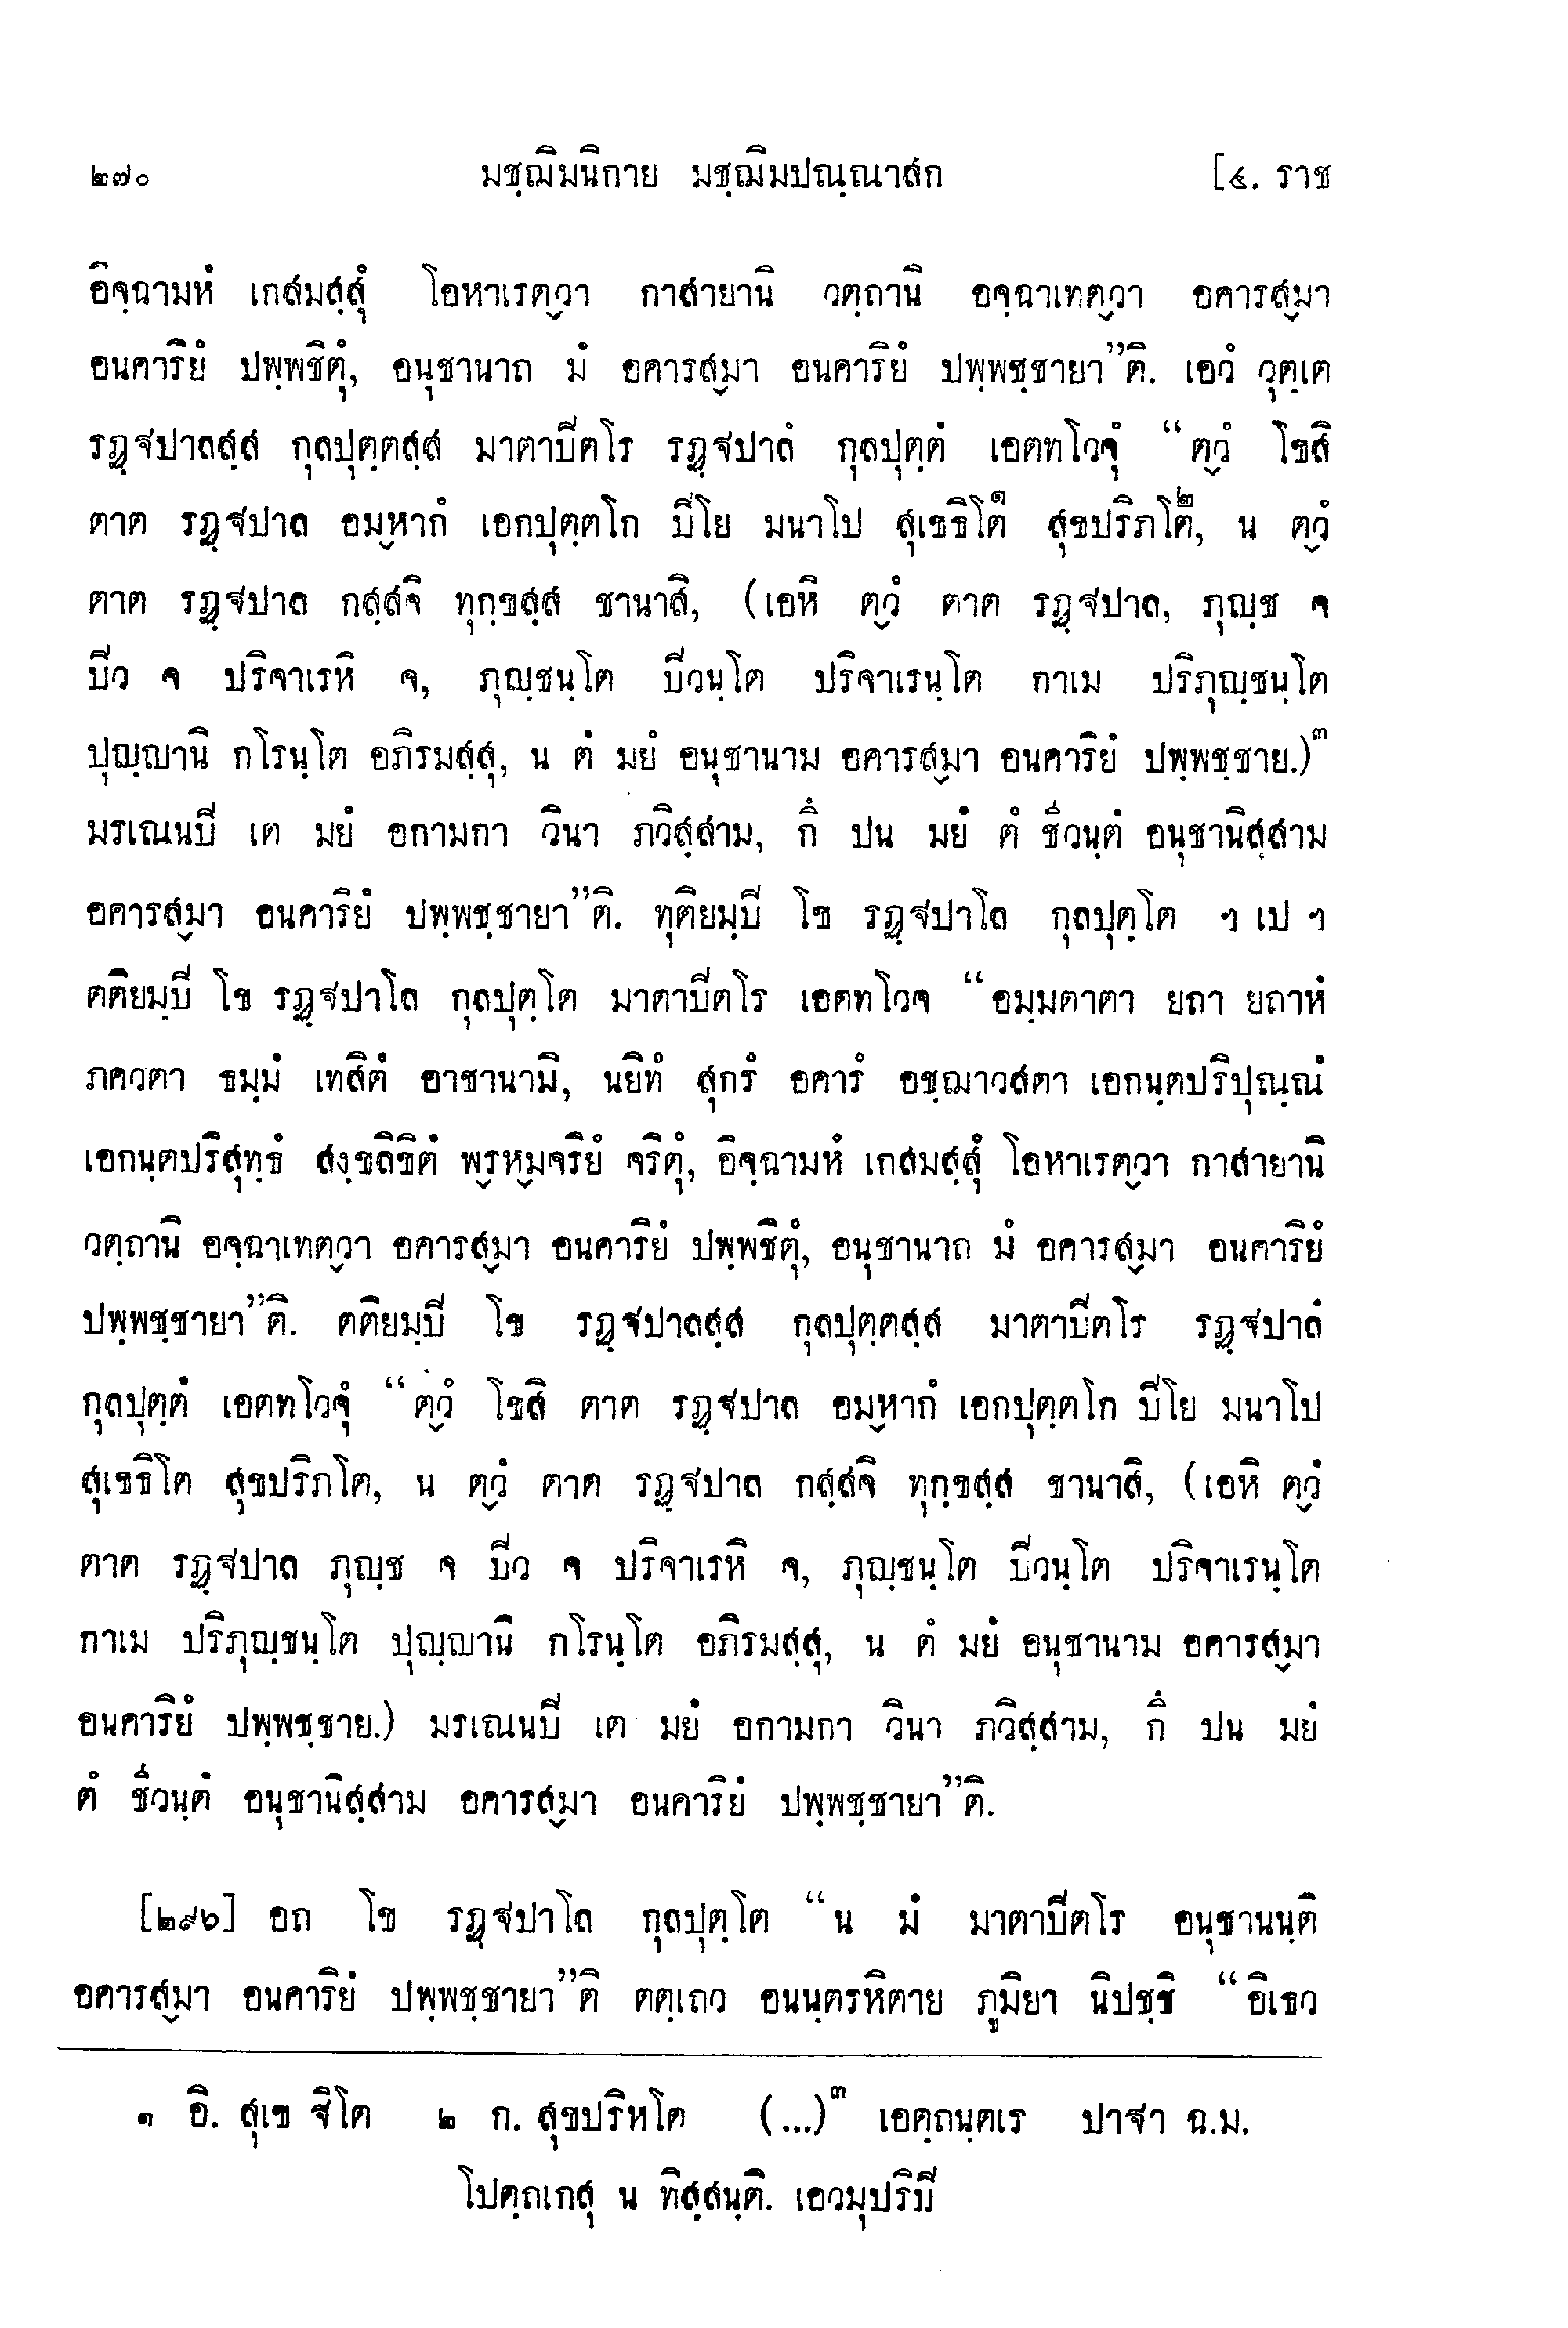 ๒๗๐ มชฺฌิมนิกาย มชฺฌิมปณฺณาสก [๔. ราช
อิจฺฉามหํ เกสมสฺสุํ โอหาเรตฺวา กาสายานิ วตฺถานิ อจฺฉาเทตฺวา อคารสฺมา
อนคาริยํ ปพฺพชิตุํ, อนุชานาถ มํ อคารสฺมา อนคาริยํ ปพฺพชฺชายา”ติ. เอวํ วุตฺเต
รฏฺฐปาลสฺส กุลปุตฺตสฺส มาตาปิตโร รฏฺฐปาลํ กุลปุตฺตํ เอตทโวจุํ “ตฺวํ โขสิ
ตาต รฏฺฐปาล อมฺหากํ เอกปุตฺตโก ปิโย มนาโป สุเขธิโต๑ สุขปริภโต๒, น ตฺวํ
ตาต รฏฺฐปาล กสฺสจิ ทุกฺขสฺส ชานาสิ, (เอหิ ตฺวํ ตาต รฏฺฐปาล, ภุญฺช จ
ปิว จ ปริจาเรหิ จ, ภุญฺชนฺโต ปิวนฺโต ปริจาเรนฺโต กาเม ปริภุญฺชนฺโต
ปุญฺญานิ กโรนฺโต อภิรมสฺสุ, น ตํ มยํ อนุชานาม อคารสฺมา อนคาริยํ ปพฺพชฺชาย.)๓
มรเณนปิ เต มยํ อกามกา วินา ภวิสฺสาม, กึ ปน มยํ ตํ ชีวนฺตํ อนุชานิสฺสาม
อคารสฺมา อนคาริยํ ปพฺพชฺชายา”ติ. ทุติยมฺปิ โข รฏฺฐปาโล กุลปุตฺโต ฯ เป ฯ
ตติยมฺปิ โข รฏฺฐปาโล กุลปุตฺโต มาตาปิตโร เอตทโวจ “อมฺมตาตา ยถา ยถาหํ
ภควตา ธมฺมํ เทสิตํ อาชานามิ, นยิทํ สุกรํ อคารํ อชฺฌาวสตา เอกนฺตปริปุณฺณํ
เอกนฺตปริสุทฺธํ สงฺขลิขิตํ พฺรหฺมจริยํ จริตุํ, อิจฺฉามหํ เกสมสฺสุํ โอหาเรตฺวา กาสายานิ
วตฺถานิ อจฺฉาเทตฺวา อคารสฺมา อนคาริยํ ปพฺพชิตุํ, อนุชานาถ มํ อคารสฺมา อนคาริยํ
ปพฺพชฺชายา”ติ. ตติยมฺปิ โข รฏฺฐปาลสฺส กุลปุตฺตสฺส มาตาปิตโร รฏฺฐปาลํ
กุลปุตฺตํ เอตทโวจุํ “ตฺวํ โขสิ ตาต รฏฺฐปาล อมฺหากํ เอกปุตฺตโก ปิโย มนาโป
สุเขธิโต สุขปริภโต, น ตฺวํ ตาต รฏฺฐปาล กสฺสจิ ทุกฺขสฺส ชานาสิ, (เอหิ ตฺวํ
ตาต รฏฺฐปาล ภุญฺช จ ปิว จ ปริจาเรหิ จ, ภุญฺชนฺโต ปิวนฺโต ปริจาเรนฺโต
กาเม ปริภุญฺชนฺโต ปุญฺญานิ กโรนฺโต อภิรมสฺสุ, น ตํ มยํ อนุชานาม อคารสฺมา
อนคาริยํ ปพฺพชฺชาย.) มรเณนปิ เต มยํ อกามกา วินา ภวิสฺสาม, กึ ปน มยํ
ตํ ชีวนฺตํ อนุชานิสฺสาม อคารสฺมา อนคาริยํ ปพฺพชฺชายา”ติ.
[๒๙๖] อถ โข รฏฺฐปาโล กุลปุตฺโต “น มํ มาตาปิตโร อนุชานนฺติ
อคารสฺมา อนคาริยํ ปพฺพชฺชายา”ติ ตตฺเถว อนนฺตรหิตาย ภูมิยา นิปชฺชิ “อิเธว
๑ อิ. สุเข ฐิโต ๒ ก. สุขปริหโต (...)๓ เอตฺถนฺตเร ปาฐา ฉ.ม.
โปตฺถเกสุ น ทิสฺสนฺติ. เอวมุปริปิ